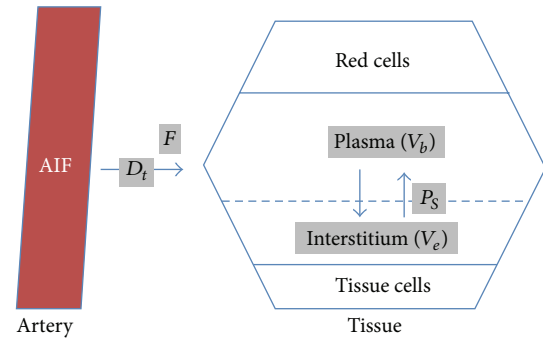 AIF
F
D_t
Artery
Red cells
Plasma (V_b)
P_S
Interstitium (V_e)
Tissue cells
Tissue